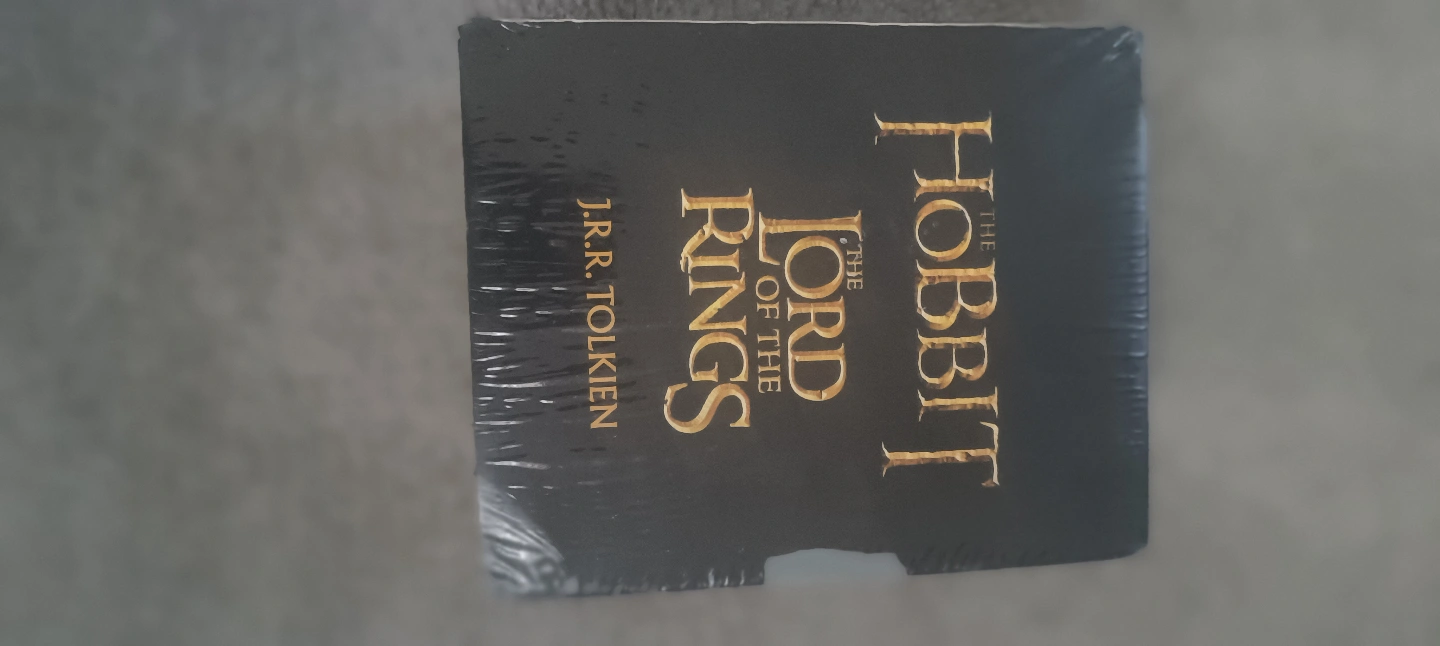 THE
HOBBIT
THE
LORD
OF THE
RINGS
J.R.R. TOLKIEN